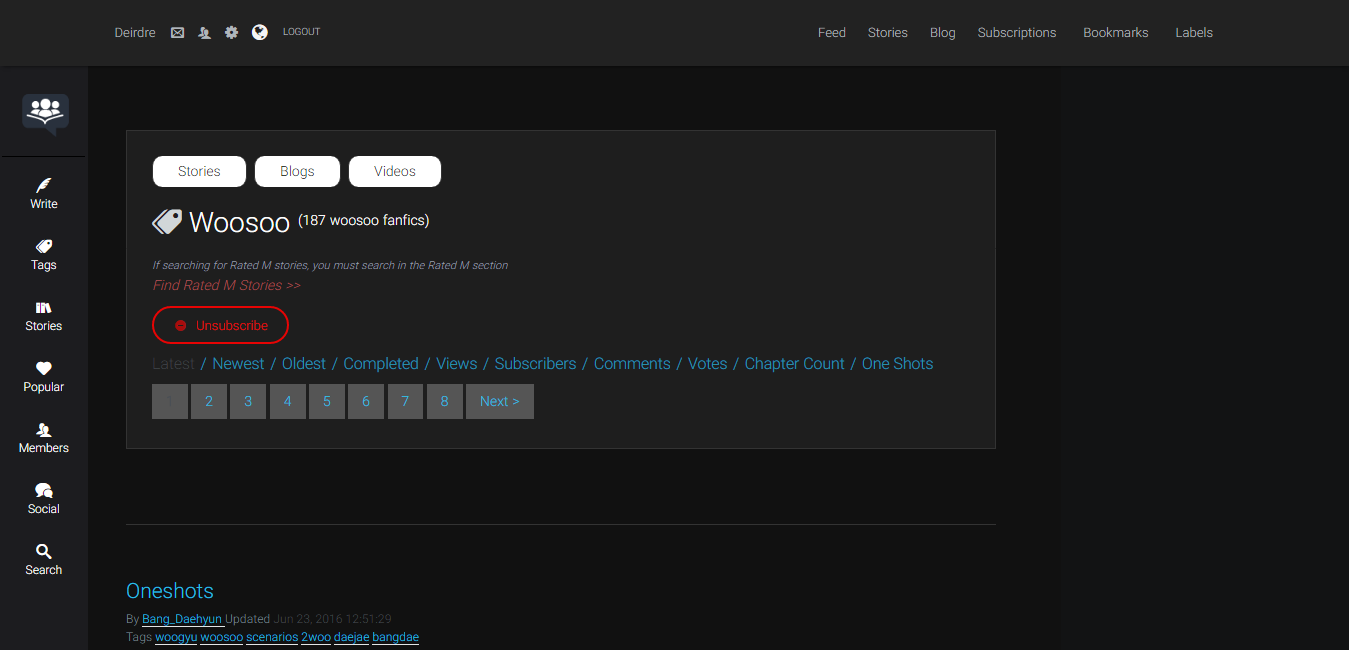 Deirdre LOGOUT Feed Stories Blog Subscriptions Bookmarks Labels
Write
Tags
Stories
Popular
Members
Social
Search
Stories Blogs Videos
Woosoo (187 woosoo fanfics)
If searching for Rated M stories, you must search in the Rated M section
Find Rated M Stories >>
Unsubscribe
Latest / Newest / Oldest / Completed / Views / Subscribers / Comments / Votes / Chapter Count / One Shots
1 2 3 4 5 6 7 8 Next >
Oneshots
By Bang_Daehyun Updated Jun 23, 2016 12:51:29
Tags woogyu woosoo scenarios 2woo daejae bangdae